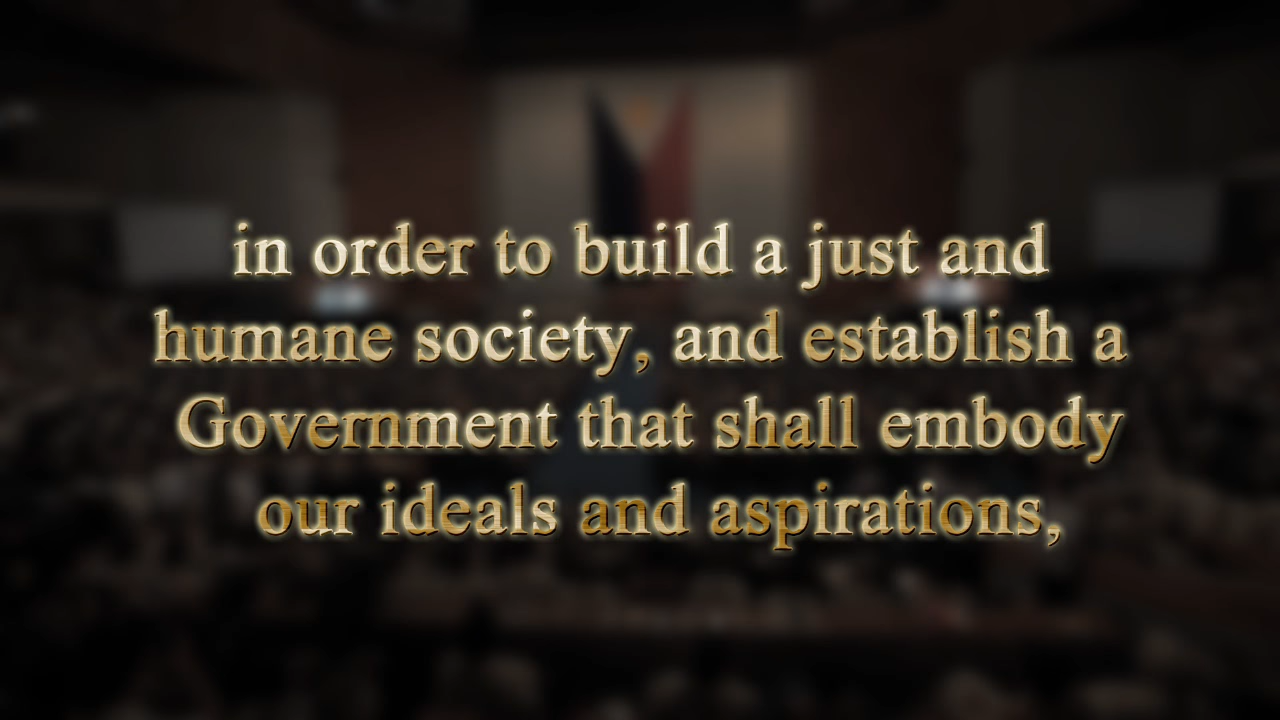 in order to build a just and
humane society, and establish a
Government that shall embody
our ideals and aspirations,